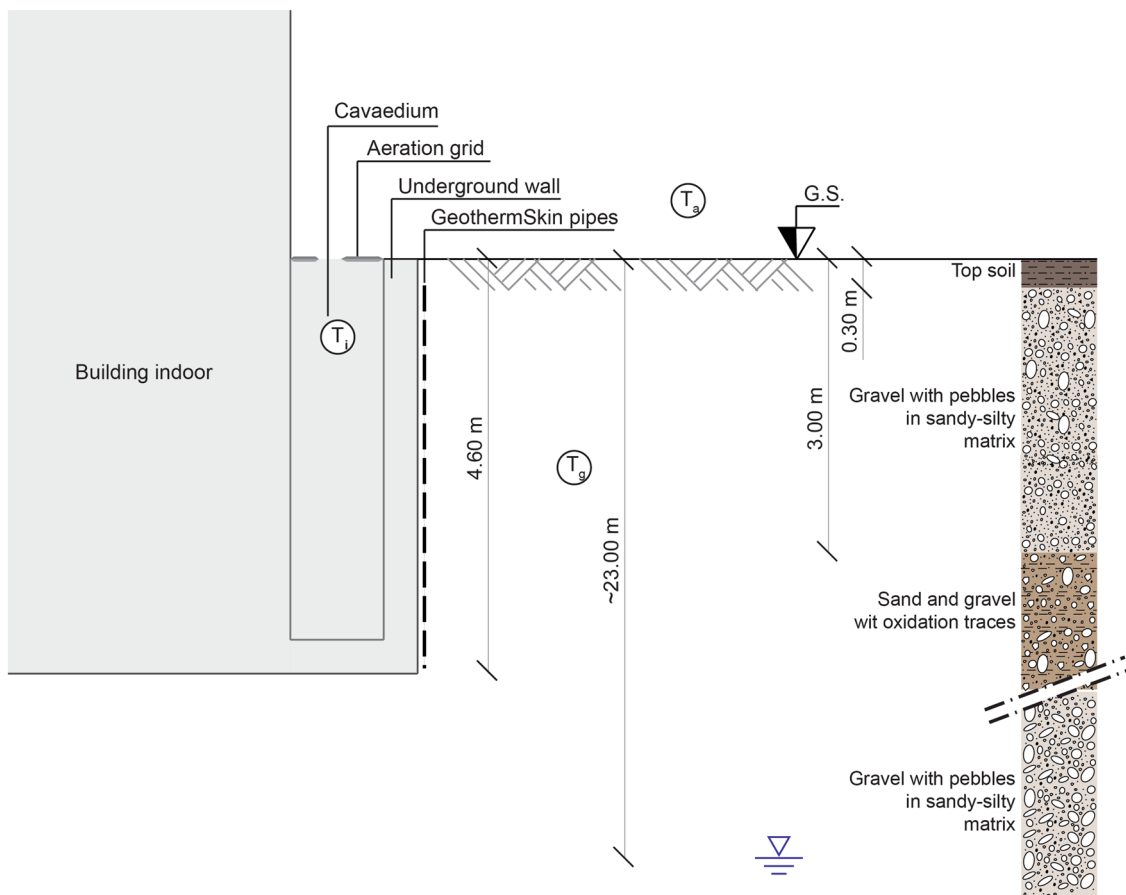 Cavaedium
Aeration grid
Underground wall
GeothermSkin pipes
Ta
G.S.
Top soil
Ti
0.30 m
Building indoor
3.00 m
Gravel with pebbles
in sandy-silty
matrix
4.60 m
Tg
~23.00 m
Sand and gravel
wit oxidation traces
Gravel with pebbles
in sandy-silty
matrix